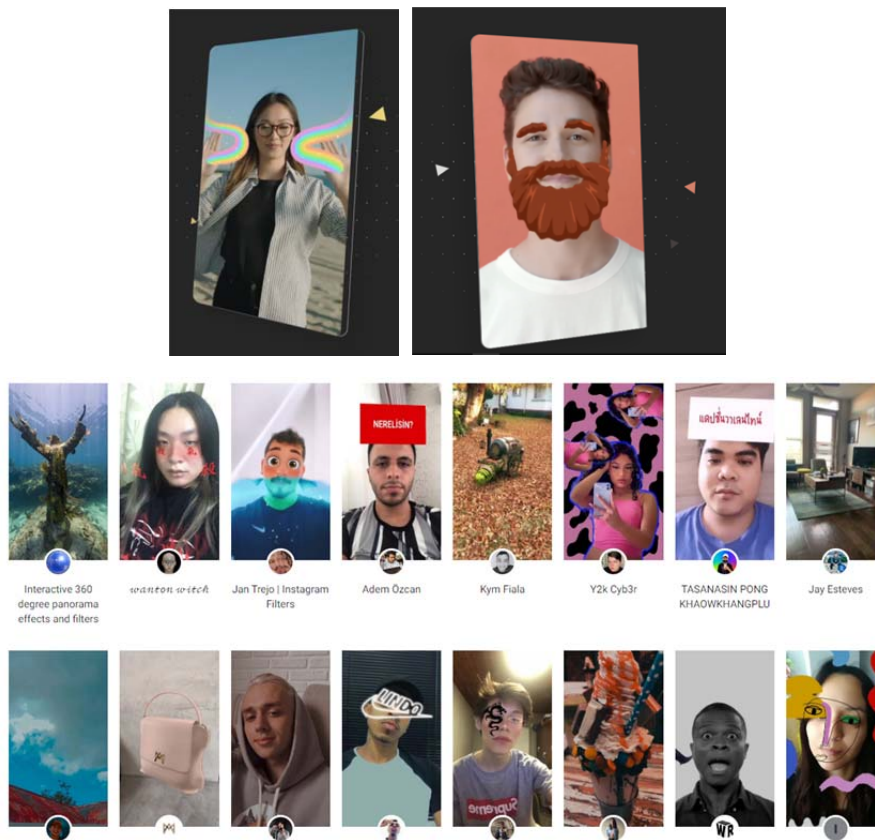 NERELİSİN?
แคปชั่นวาเลนไทน์
Interactive 360
degree panorama
effects and filters
wanton witch
Jan Trejo | Instagram
Filters
Adem Özcan
Kym Fiala
Y2k Cyb3r
TASANASIN PONG
KHAOWKHANGPLU
Jay Esteves
LINDO
Supreme
WR